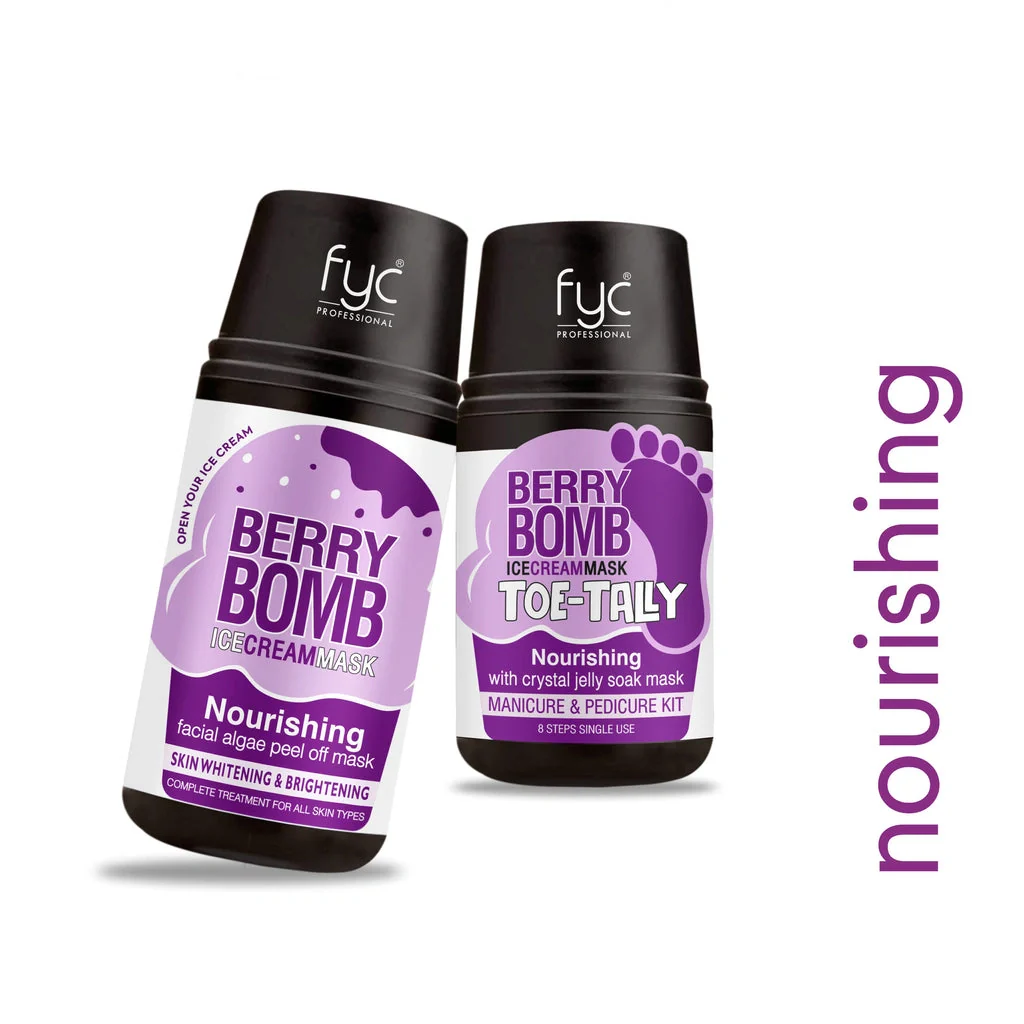 fyc®
PROFESSIONAL
OPEN YOUR ICE CREAM
BERRY
BOMB
ICECREAMMASK
Nourishing
facial algae peel off mask
SKIN WHITENING & BRIGHTENING
COMPLETE TREATMENT FOR ALL SKIN TYPES
fyc®
PROFESSIONAL
BERRY
BOMB
ICECREAMMASK
TOE-TALLY
Nourishing
with crystal jelly soak mask
MANICURE & PEDICURE KIT
8 STEPS SINGLE USE
nourishing